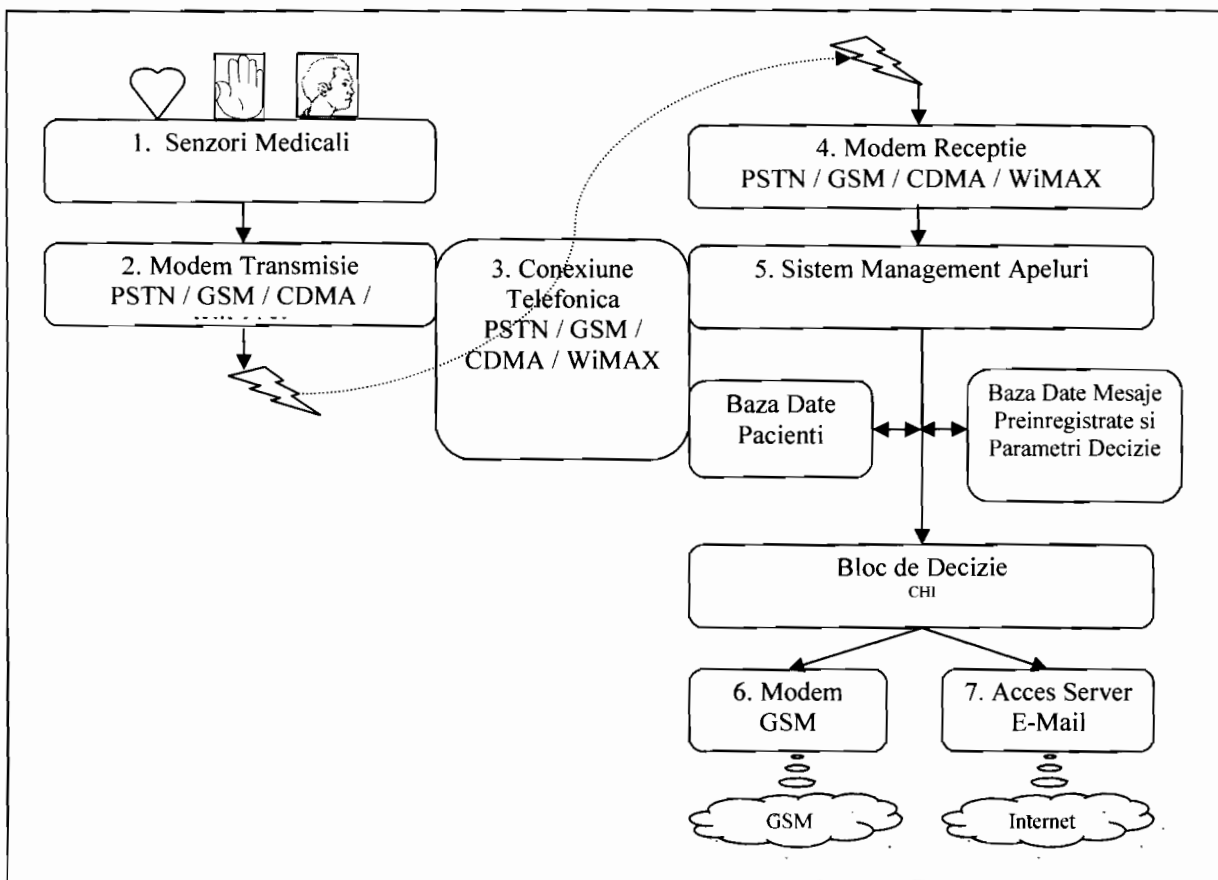 1. Senzori Medicali
2. Modem Transmisie
PSTN / GSM / CDMA /
3. Conexiune
Telefonica
PSTN / GSM /
CDMA / WiMAX
4. Modem Receptie
PSTN / GSM / CDMA / WiMAX
5. Sistem Management Apeluri
Baza Date
Pacienti
Baza Date Mesaje
Preinregistrate si
Parametri Decizie
Bloc de Decizie
CHI
6. Modem
GSM
7. Acces Server
E-Mail
GSM
Internet